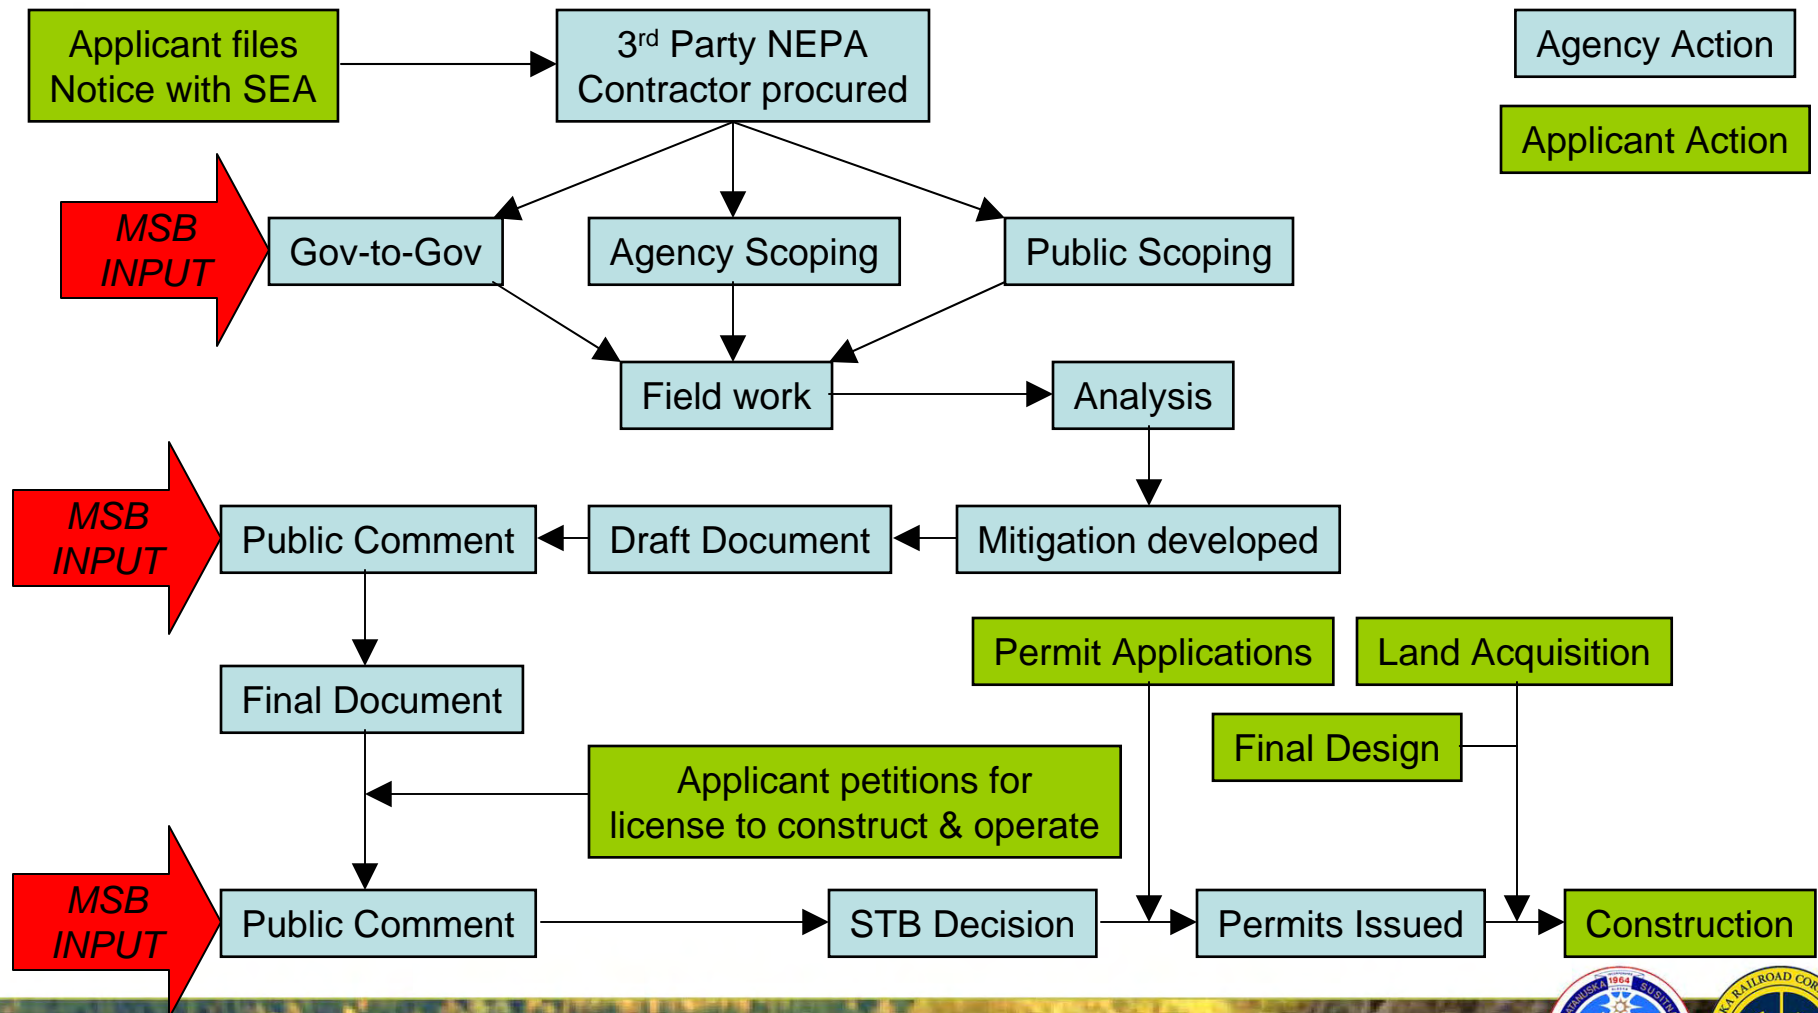 Applicant files
Notice with SEA
3rd Party NEPA
Contractor procured
Agency Action
Applicant Action
MSB
INPUT
Gov-to-Gov
Agency Scoping
Public Scoping
Field work
Analysis
MSB
INPUT
Public Comment
Draft Document
Mitigation developed
Permit Applications
Land Acquisition
Final Document
Final Design
Applicant petitions for
license to construct & operate
MSB
INPUT
Public Comment
STB Decision
Permits Issued
Construction
1964
RAILROAD